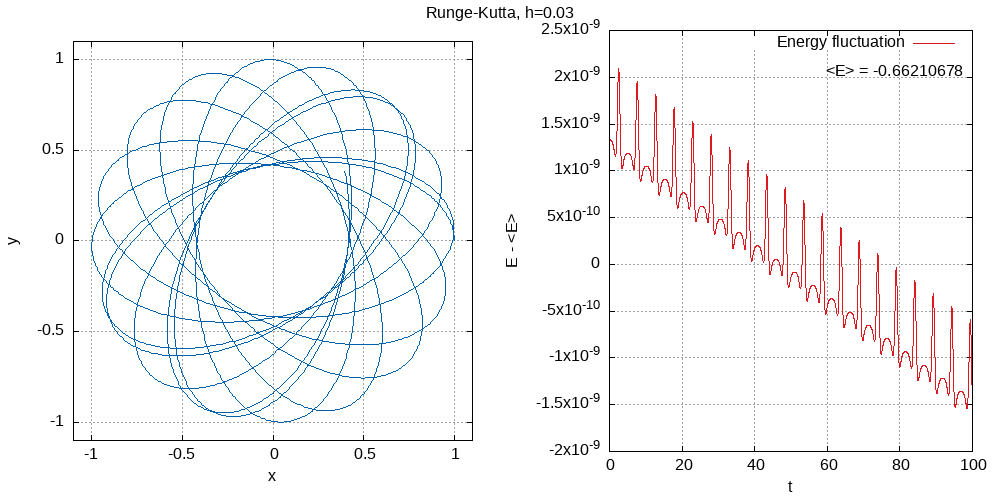 Runge-Kutta, h=0.03
1
0.5
0
-0.5
-1
y
-1
-0.5
0
0.5
1
x
2.5x10^-9
2x10^-9
1.5x10^-9
1x10^-9
5x10^-10
0
-5x10^-10
-1x10^-9
-1.5x10^-9
-2x10^-9
E - <E>
Energy fluctuation
<E> = -0.66210678
0
20
40
60
80
100
t